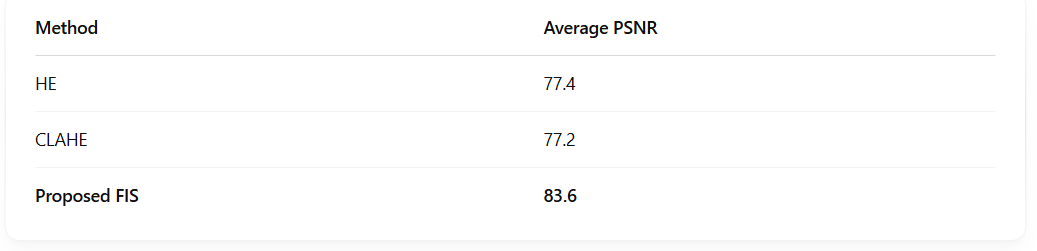 Method Average PSNR
HE 77.4
CLAHE 77.2
Proposed FIS 83.6